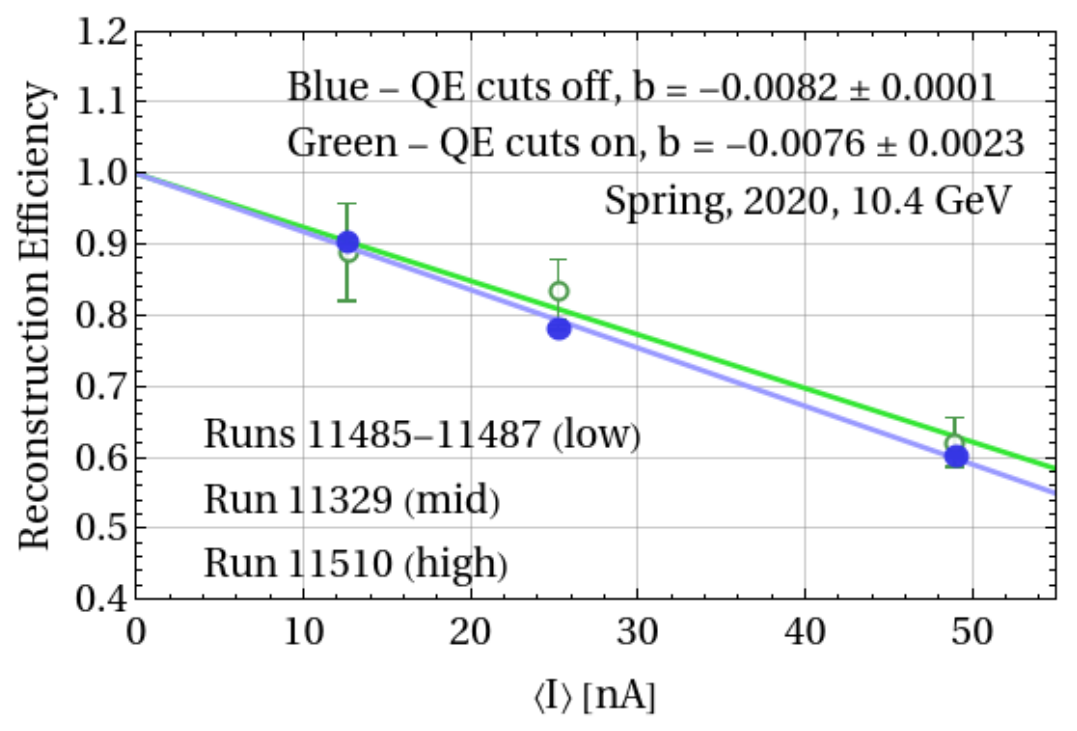 1.2
1.1
1.0
0.9
0.8
0.7
0.6
0.5
0.4
Reconstruction Efficiency
Blue – QE cuts off, b = −0.0082 ± 0.0001
Green – QE cuts on, b = −0.0076 ± 0.0023
Spring, 2020, 10.4 GeV
Runs 11485–11487 (low)
Run 11329 (mid)
Run 11510 (high)
0 10 20 30 40 50
⟨I⟩ [nA]